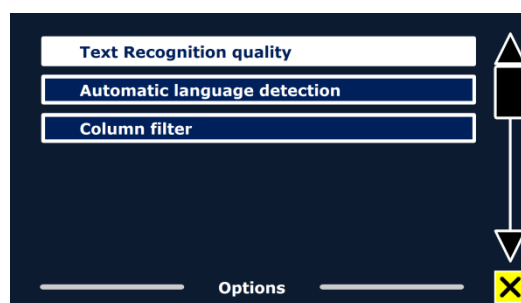 Text Recognition quality
Automatic language detection
Column filter
Options